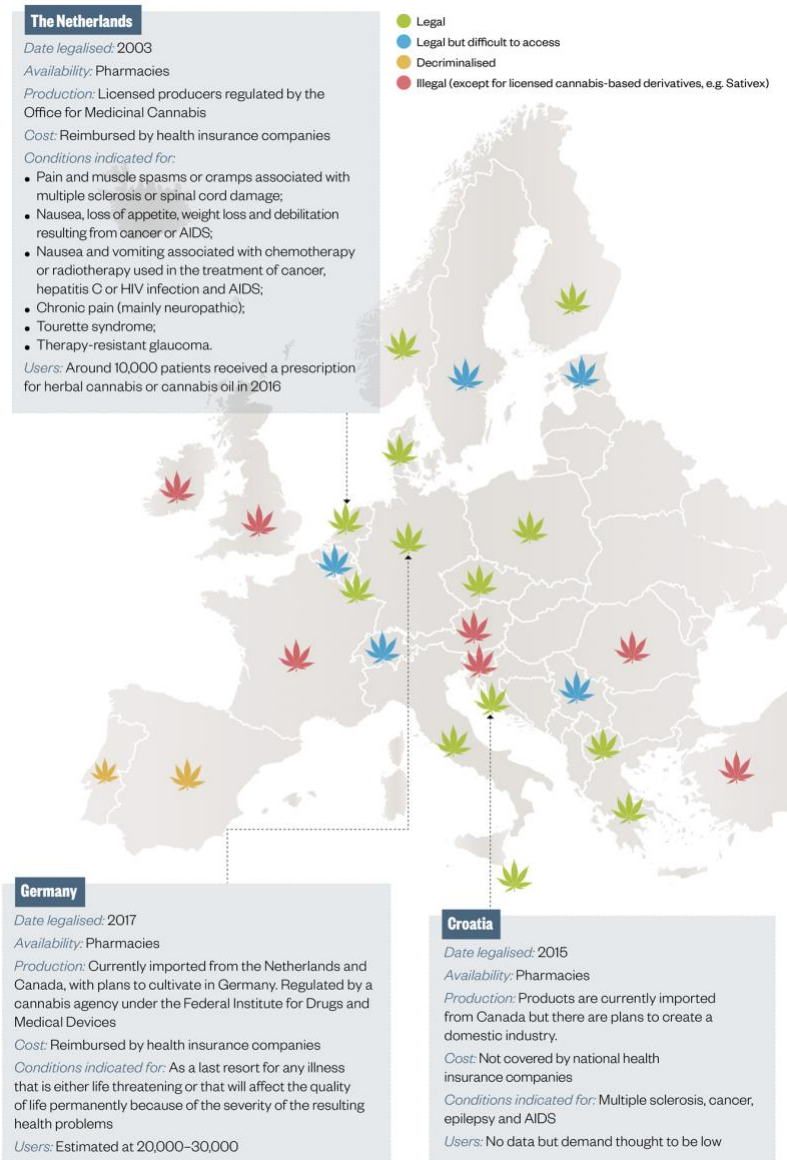 The Netherlands
Date legalised: 2003
Availability: Pharmacies
Production: Licensed producers regulated by the
Office for Medicinal Cannabis
Cost: Reimbursed by health insurance companies
Conditions indicated for:
• Pain and muscle spasms or cramps associated with
multiple sclerosis or spinal cord damage;
• Nausea, loss of appetite, weight loss and debilitation
resulting from cancer or AIDS;
• Nausea and vomiting associated with chemotherapy
or radiotherapy used in the treatment of cancer,
hepatitis C or HIV infection and AIDS;
• Chronic pain (mainly neuropathic);
• Tourette syndrome;
• Therapy-resistant glaucoma.
Users: Around 10,000 patients received a prescription
for herbal cannabis or cannabis oil in 2016
Legal
Legal but difficult to access
Decriminalised
Illegal (except for licensed cannabis-based derivatives, e.g. Sativex)
Germany
Date legalised: 2017
Availability: Pharmacies
Production: Currently imported from the Netherlands and
Canada, with plans to cultivate in Germany. Regulated by a
cannabis agency under the Federal Institute for Drugs and
Medical Devices
Cost: Reimbursed by health insurance companies
Conditions indicated for: As a last resort for any illness
that is either life threatening or that will affect the quality
of life permanently because of the severity of the resulting
health problems
Users: Estimated at 20,000–30,000
Croatia
Date legalised: 2015
Availability: Pharmacies
Production: Products are currently imported
from Canada but there are plans to create a
domestic industry.
Cost: Not covered by national health
insurance companies
Conditions indicated for: Multiple sclerosis, cancer,
epilepsy and AIDS
Users: No data but demand thought to be low